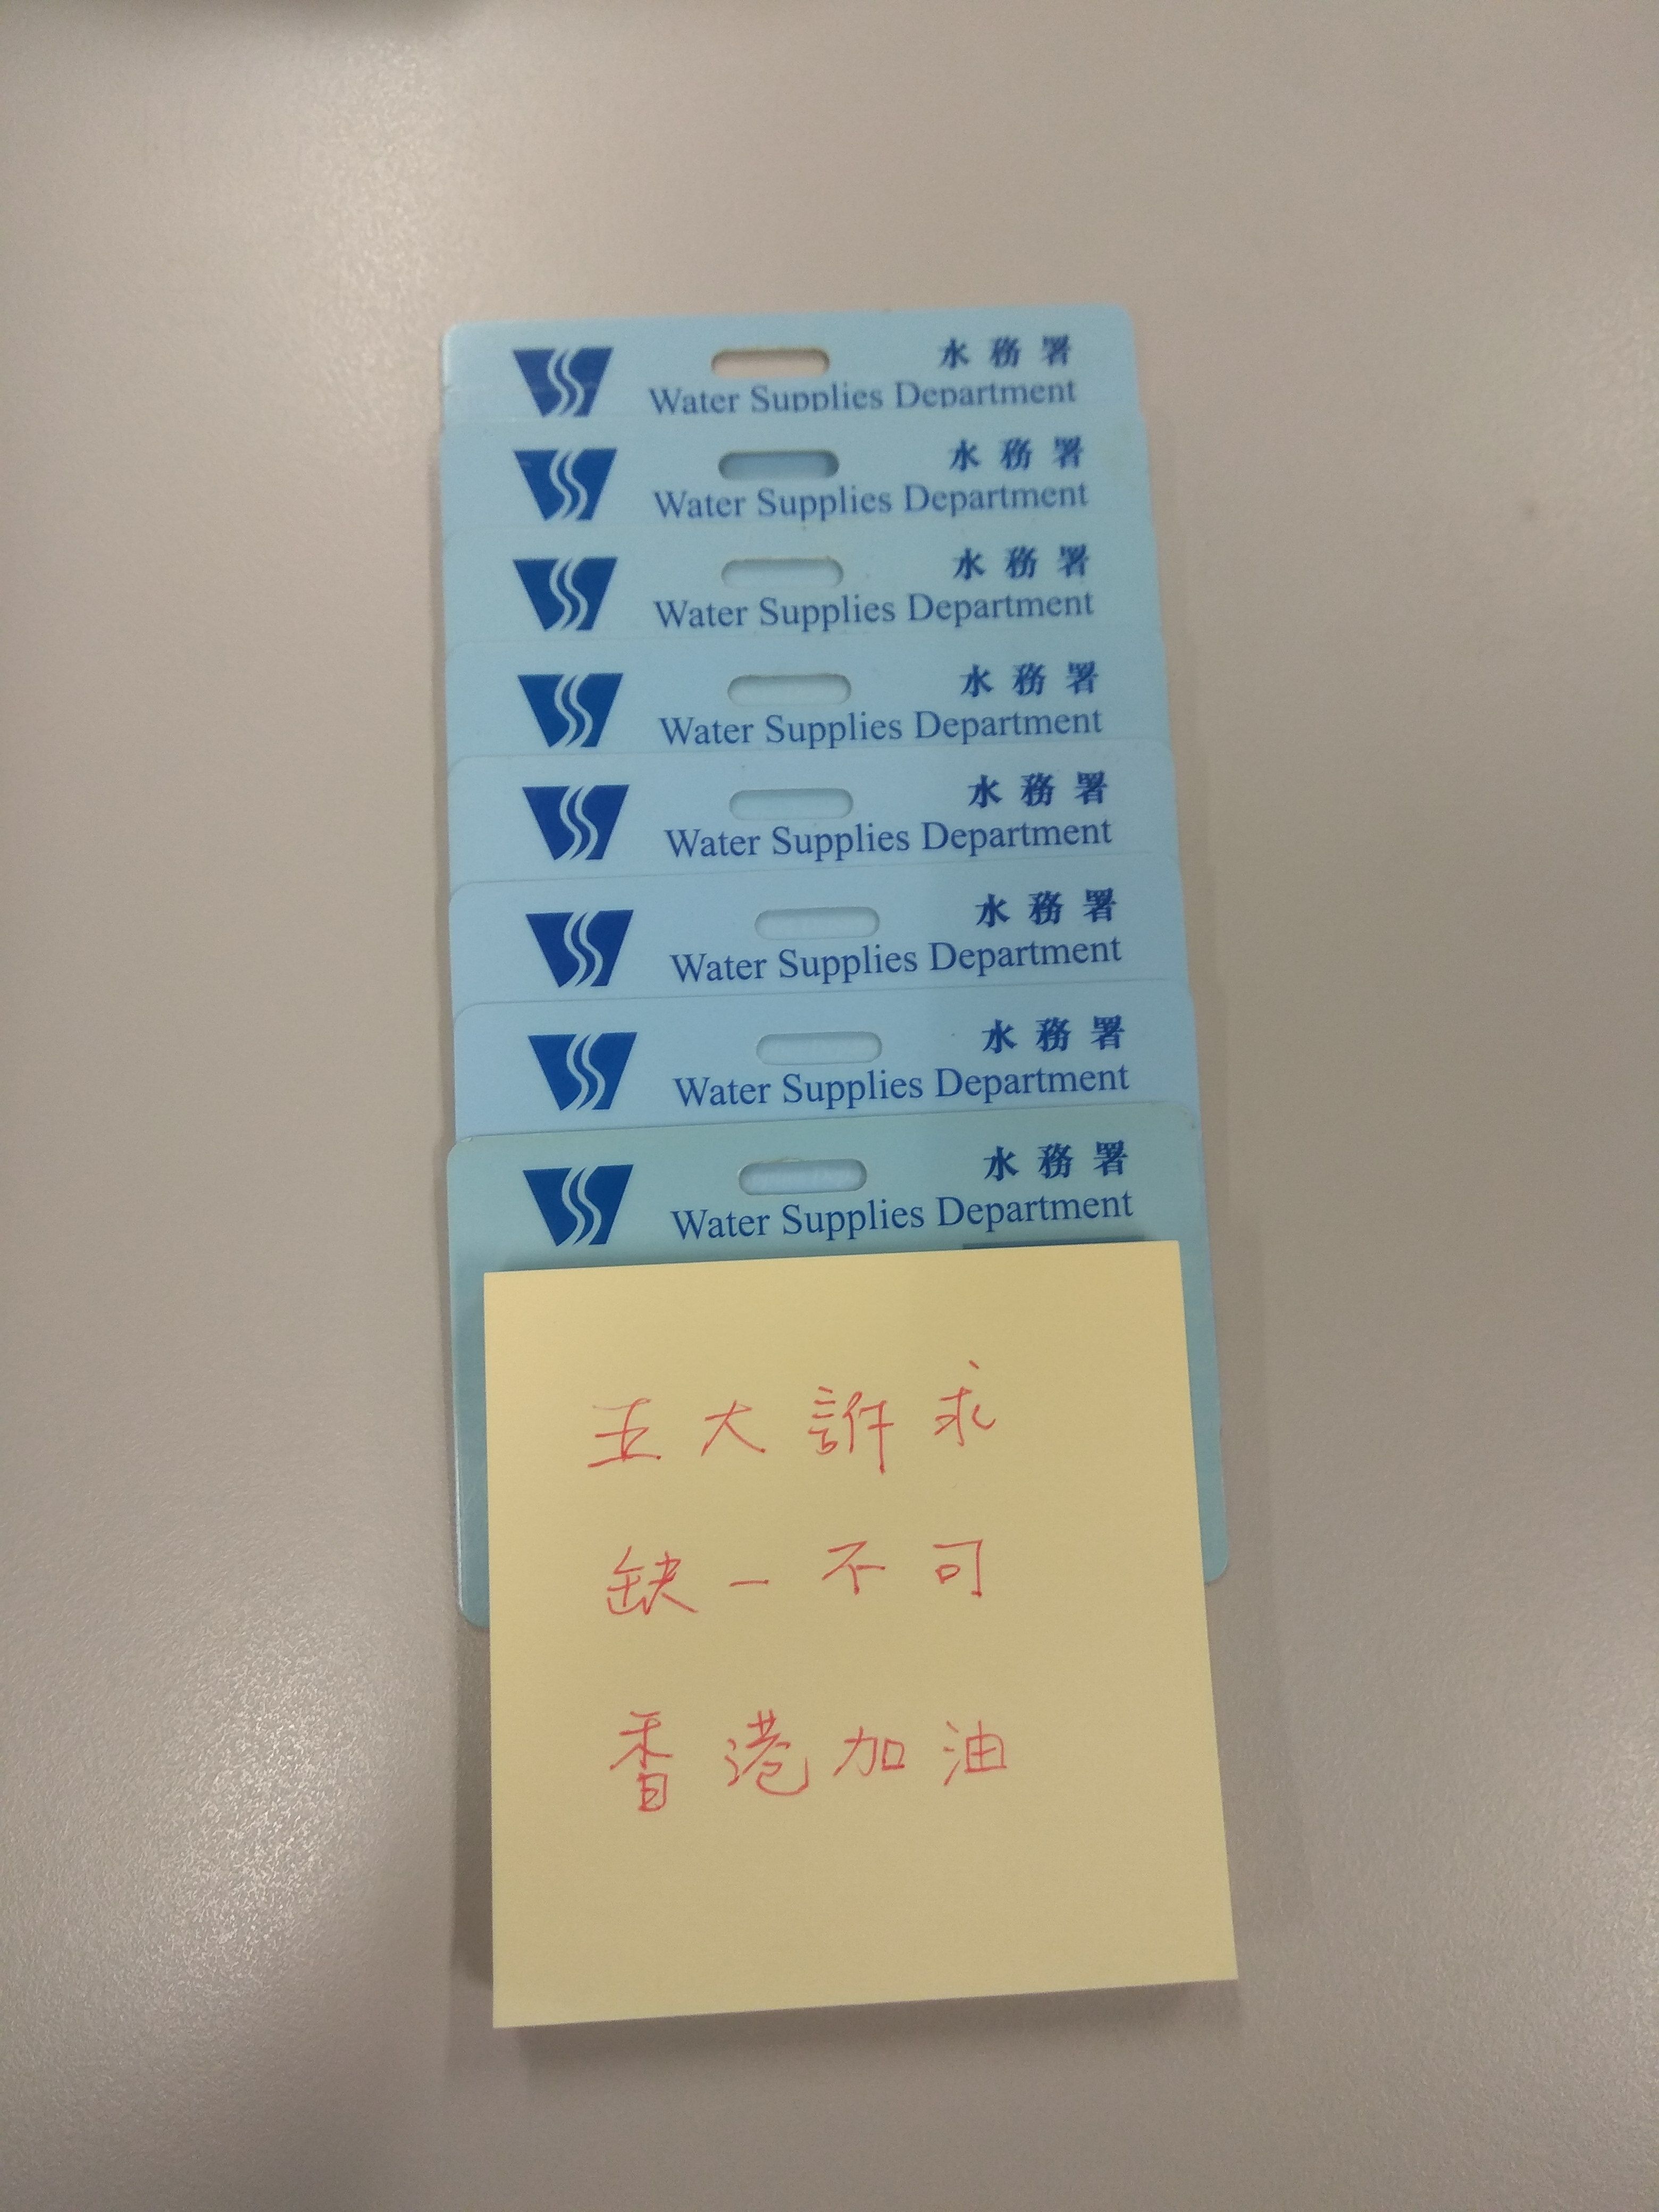 水務署
Water Supplies Department
水務署
Water Supplies Department
水務署
Water Supplies Department
水務署
Water Supplies Department
水務署
Water Supplies Department
水務署
Water Supplies Department
水務署
Water Supplies Department
水務署
Water Supplies Department
五大訴求
缺一不可
香港加油